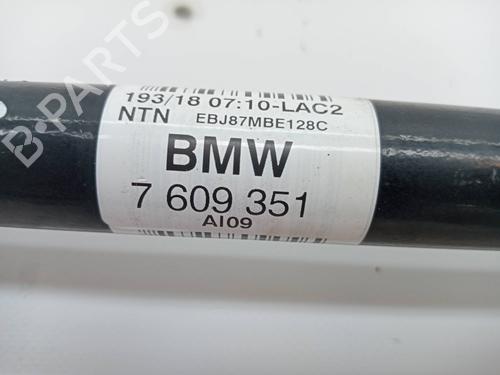 193/18 07:10-LAC2
NTN EBJ87MBE128C
BMW
7 609 351
AI09
B-PARTS